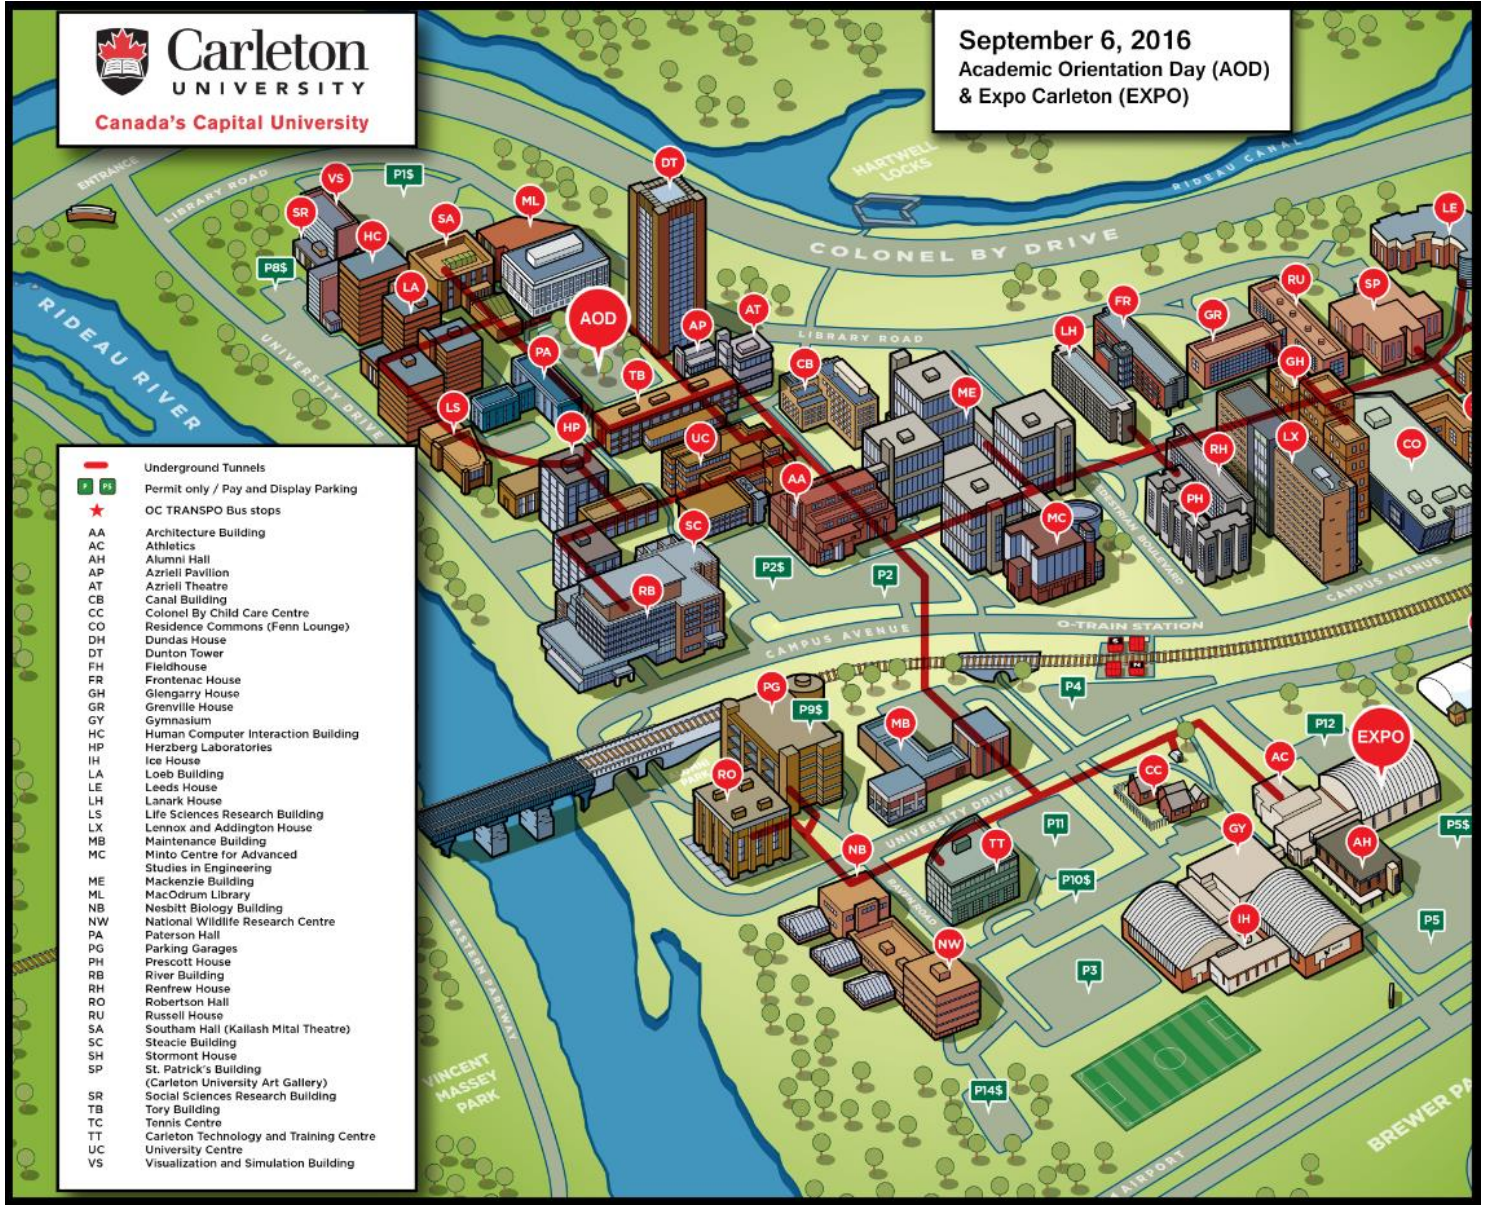 Carleton
UNIVERSITY
Canada's Capital University
September 6, 2016
Academic Orientation Day (AOD)
& Expo Carleton (EXPO)
ENTRANCE
LIBRARY ROAD
VS
P1$
SR
SA
ML
HC
DT
HARTWELL
LOCKS
RIDEAU CANAL
LE
COLONEL BY DRIVE
P8$
LA
AOD
AP
AT
LIBRARY ROAD
FR
LH
GR
RU
SP
RIDEAU RIVER
UNIVERSITY DRIVE
PA
TB
CB
ME
GH
LS
HP
UC
AA
RH
LX
CO
PH
SC
MC
P2$
P2
RB
CAMPUS AVENUE
CAMPUS AVENUE
O-TRAIN STATION
P4
PG
P9$
MB
P12
EXPO
RO
CC
AC
UNIVERSITY DRIVE
P11
GY
P5$
NB
TT
AH
P10$
RAVEN ROAD
IH
P5
NW
P3
EASTERN PARKWAY
VINCENT
MASSEY
PARK
P14$
AIRPORT
Underground Tunnels
P P$ Permit only / Pay and Display Parking
OC TRANSPO Bus stops
AA Architecture Building
AC Athletics
AH Alumni Hall
AP Azrieli Pavilion
AT Azrieli Theatre
CB Canal Building
CC Colonel By Child Care Centre
CO Residence Commons (Fenn Lounge)
DH Dundas House
DT Dunton Tower
FH Fieldhouse
FR Frontenac House
GH Glengarry House
GR Grenville House
GY Gymnasium
HC Human Computer Interaction Building
HP Herzberg Laboratories
IH Ice House
LA Loeb Building
LE Leeds House
LH Lanark House
LS Life Sciences Research Building
LX Lennox and Addington House
MB Maintenance Building
MC Minto Centre for Advanced
Studies in Engineering
ME Mackenzie Building
ML MacOdrum Library
NB Nesbitt Biology Building
NW National Wildlife Research Centre
PA Paterson Hall
PG Parking Garages
PH Prescott House
RB River Building
RH Renfrew House
RO Robertson Hall
RU Russell House
SA Southam Hall (Kailash Mital Theatre)
SC Steacie Building
SH Stormont House
SP St. Patrick's Building
(Carleton University Art Gallery)
SR Social Sciences Research Building
TB Tory Building
TC Tennis Centre
TT Carleton Technology and Training Centre
UC University Centre
VS Visualization and Simulation Building